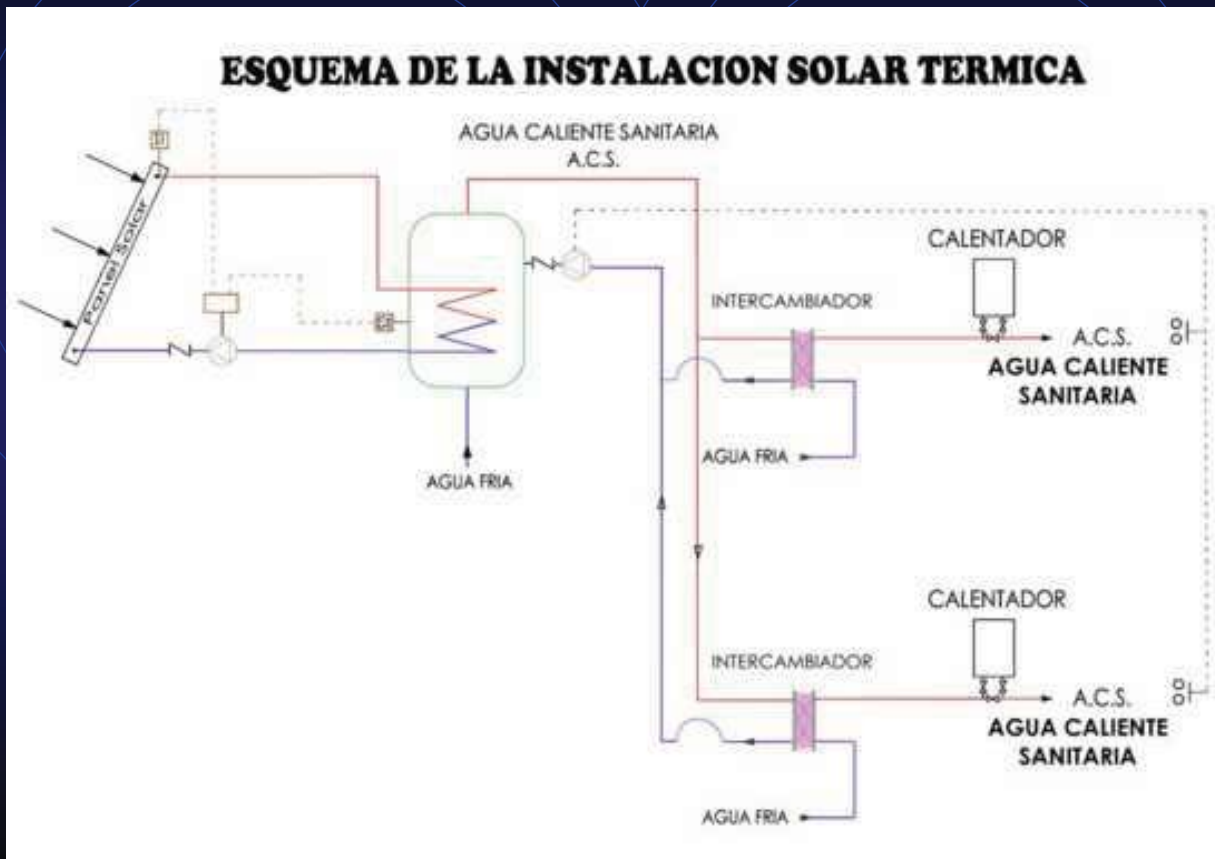 ESQUEMA DE LA INSTALACION SOLAR TERMICA
AGUA CALIENTE SANITARIA
A.C.S.
Panel Solar
CALENTADOR
INTERCAMBIADOR
A.C.S.
AGUA CALIENTE
SANITARIA
AGUA FRIA
AGUA FRIA
CALENTADOR
INTERCAMBIADOR
A.C.S.
AGUA CALIENTE
SANITARIA
AGUA FRIA